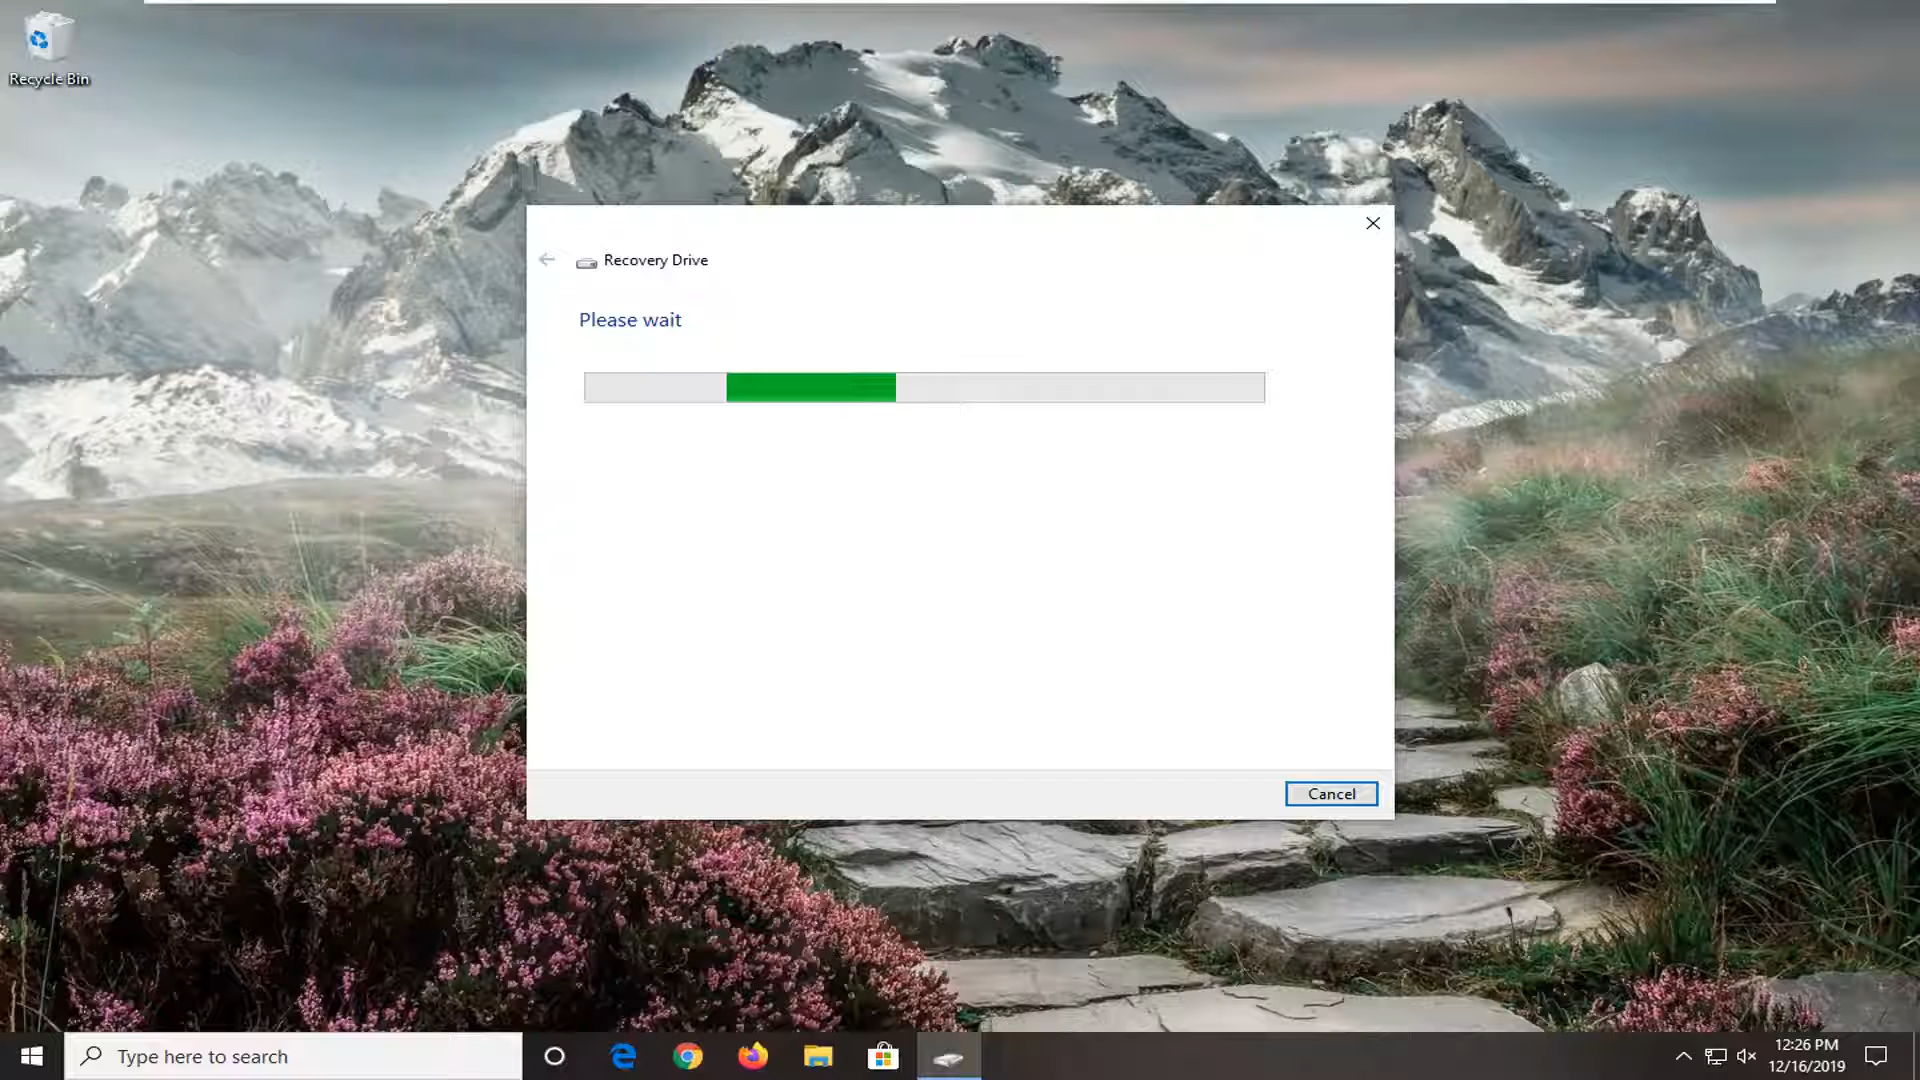 Recycle Bin
Recovery Drive
Please wait
Cancel
Type here to search
12:26 PM
12/16/2019